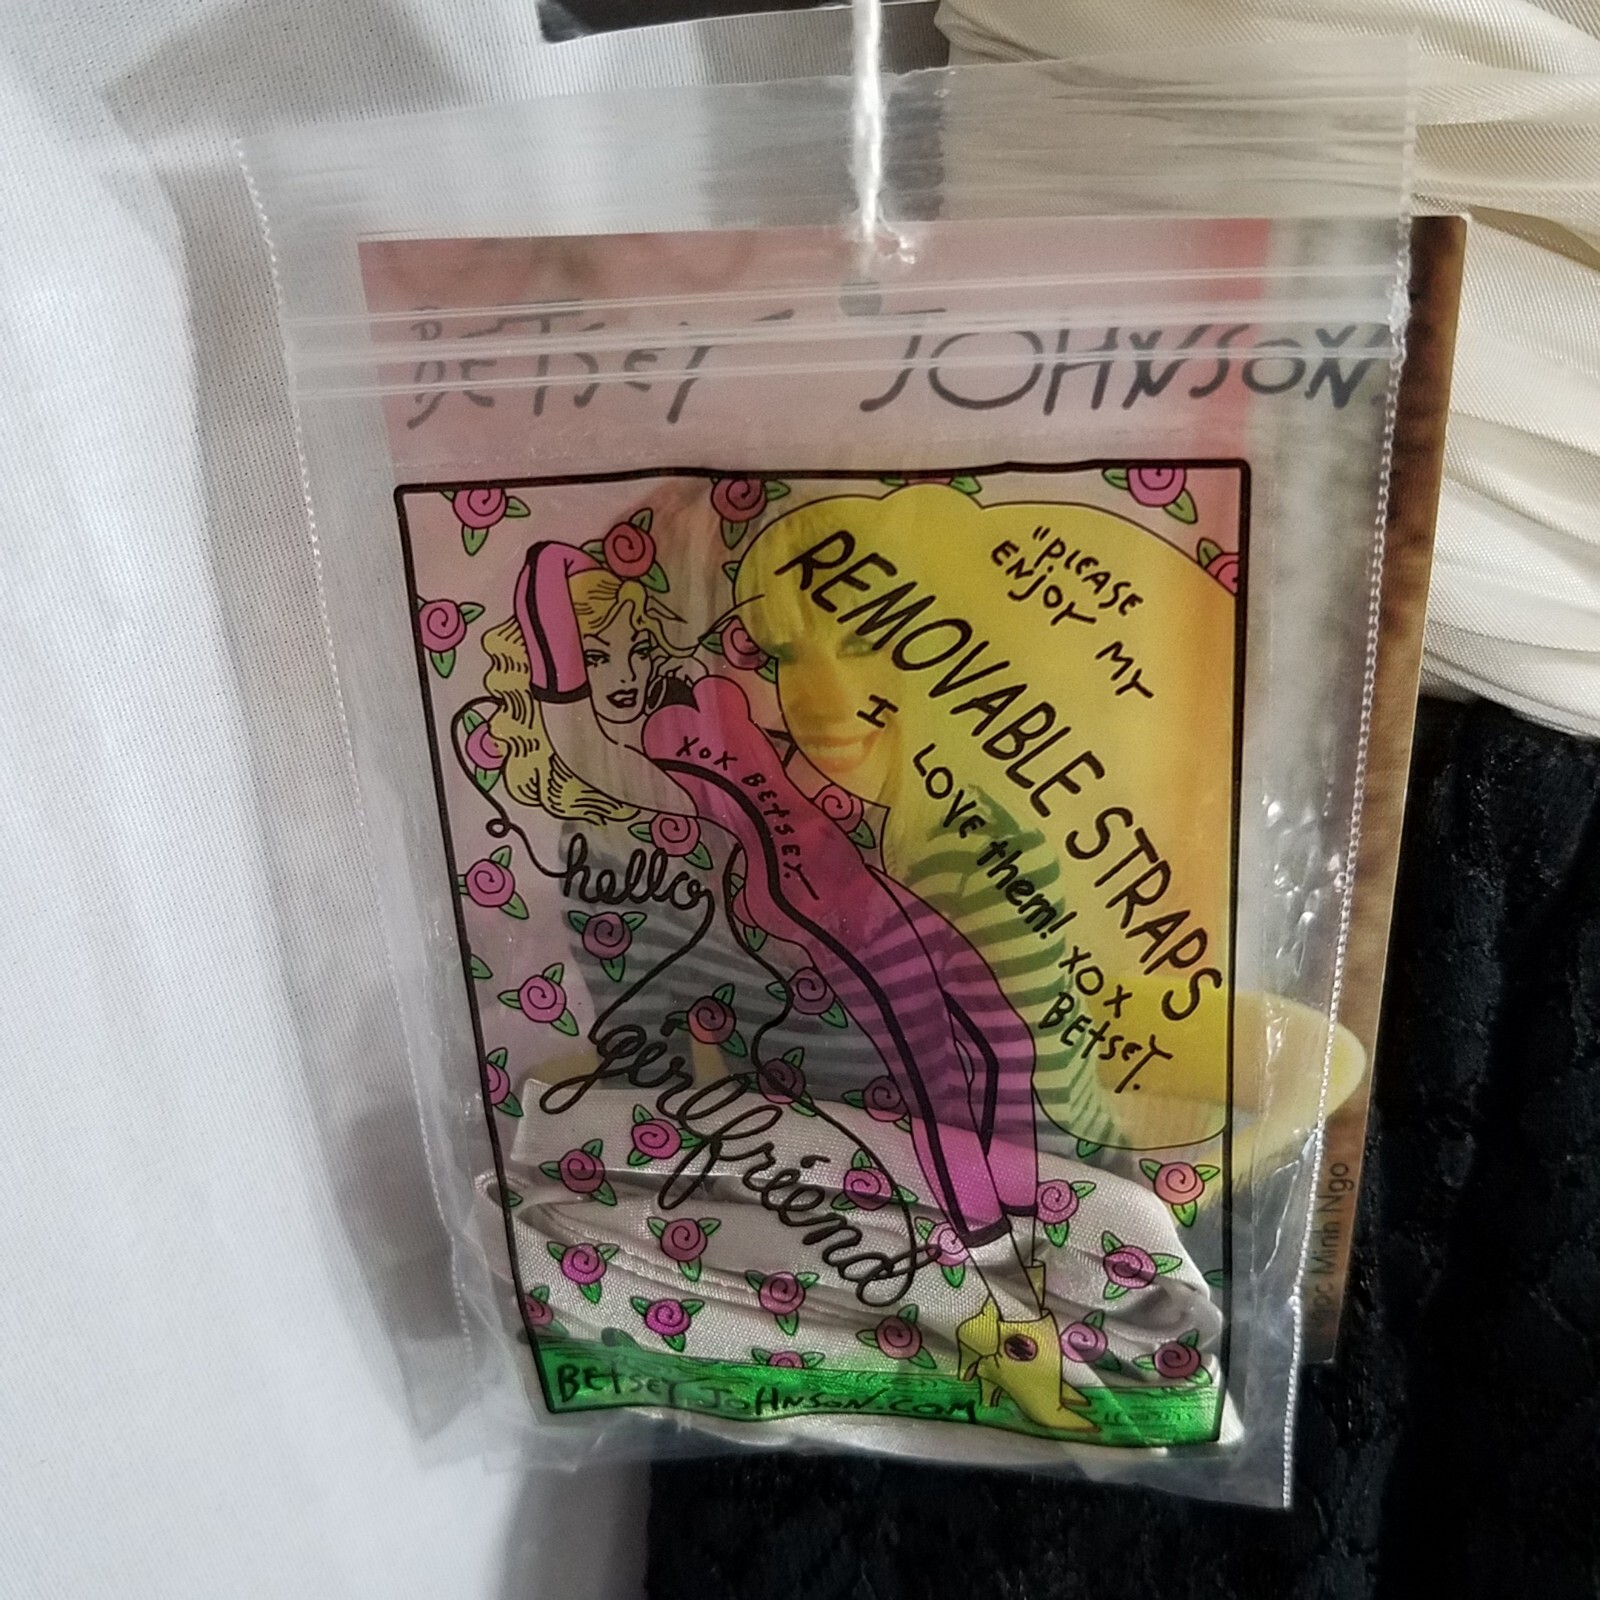 BETSEY JOHNSON
"PLEASE
ENJOY MY
REMOVABLE STRAPS
I LOVE them! XOX
BETSEY.
XOX BETSEY.
hello
girlfriend
BETSEYJOHNSON.COM
Minh Ngo